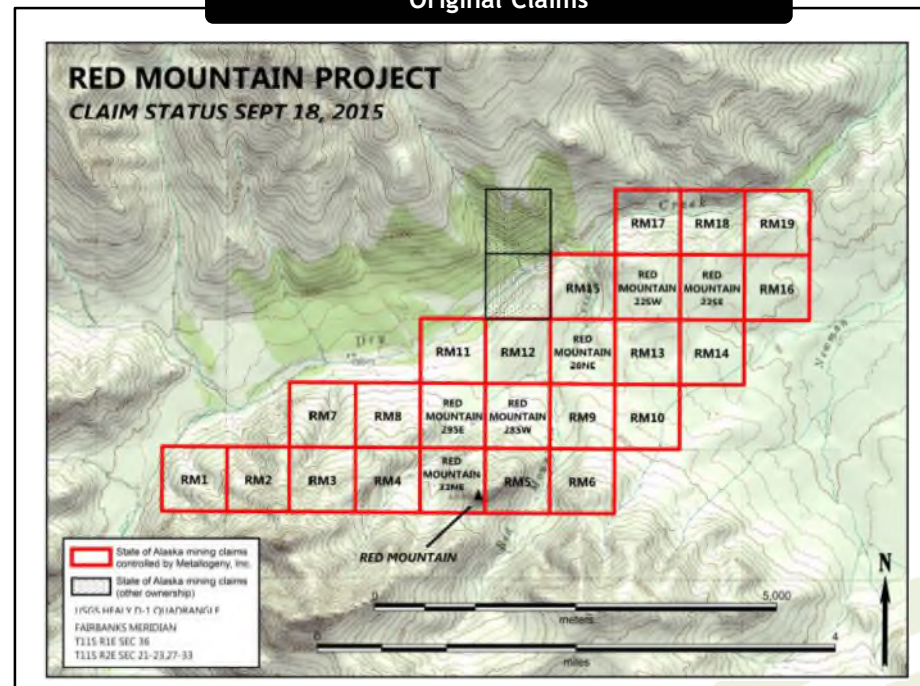 Original Claims
RED MOUNTAIN PROJECT
CLAIM STATUS SEPT 18, 2015
Creek
RM17 RM18 RM19
RM15 RED MOUNTAIN 22SW RED MOUNTAIN 22SE RM16
Dry
RM11 RM12 RED MOUNTAIN 28NE RM13 RM14
Newman
RM7 RM8 RED MOUNTAIN 29SE RED MOUNTAIN 28SW RM9 RM10
RM1 RM2 RM3 RM4 RED MOUNTAIN 32NE RM5 RM6
RED MOUNTAIN
N
State of Alaska mining claims
controlled by Metallogeny, Inc.
State of Alaska mining claims
(other ownership)
USGS HEALY D-1 QUADRANGLE
FAIRBANKS MERIDIAN
T11S R1E SEC 36
T11S R2E SEC 21-23,27-33
0 5,000
meters
0 4
miles